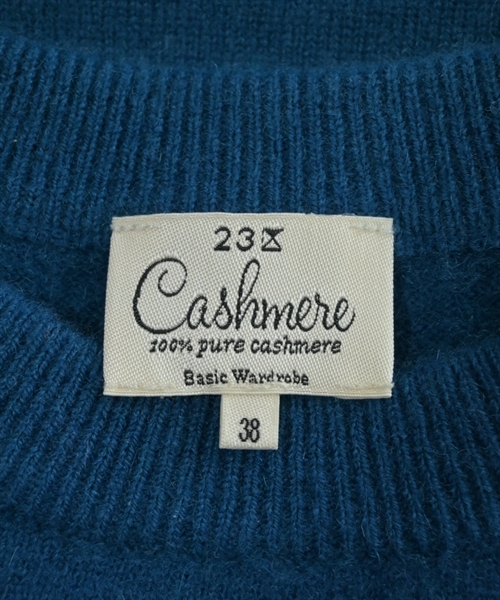 23区
Cashmere
100% pure cashmere
Basic Wardrobe
38